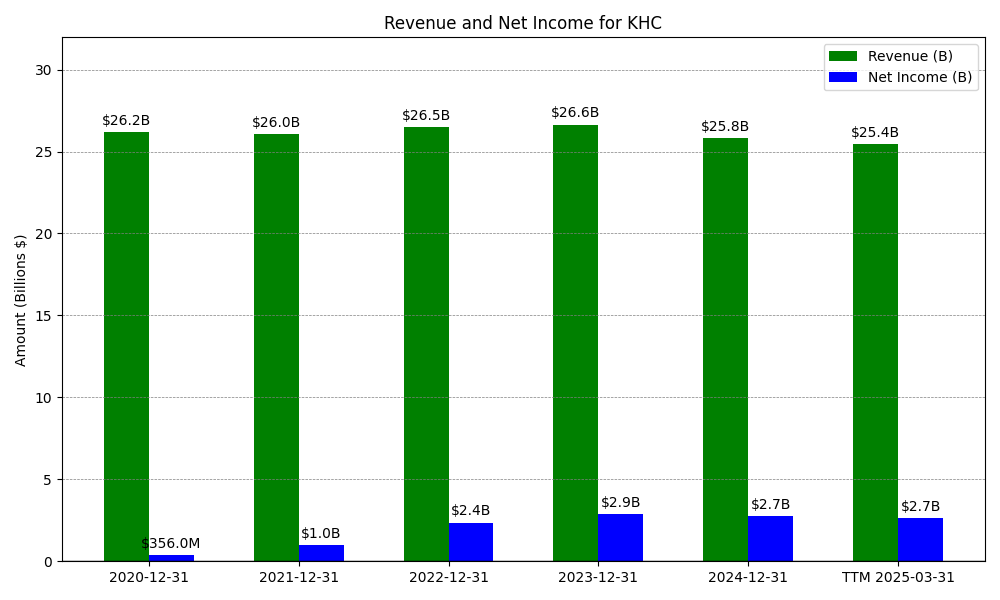 Revenue and Net Income for KHC
Revenue (B)
Net Income (B)
Amount (Billions $)
30
25
20
15
10
5
0
$26.2B
$26.0B
$26.5B
$26.6B
$25.8B
$25.4B
$356.0M
$1.0B
$2.4B
$2.9B
$2.7B
$2.7B
2020-12-31
2021-12-31
2022-12-31
2023-12-31
2024-12-31
TTM 2025-03-31